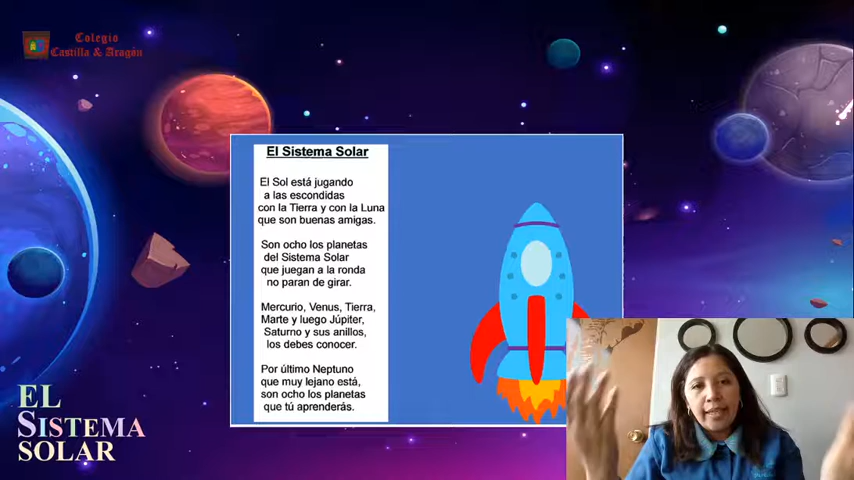 Colegio
Castilla & Aragón
El Sistema Solar
El Sol está jugando
a las escondidas
con la Tierra y con la Luna
que son buenas amigas.
Son ocho los planetas
del Sistema Solar
que juegan a la ronda
no paran de girar.
Mercurio, Venus, Tierra,
Marte y luego Júpiter,
Saturno y sus anillos,
los debes conocer.
Por último Neptuno
que muy lejano está,
son ocho los planetas
que tú aprenderás.
EL
SISTEMA
SOLAR